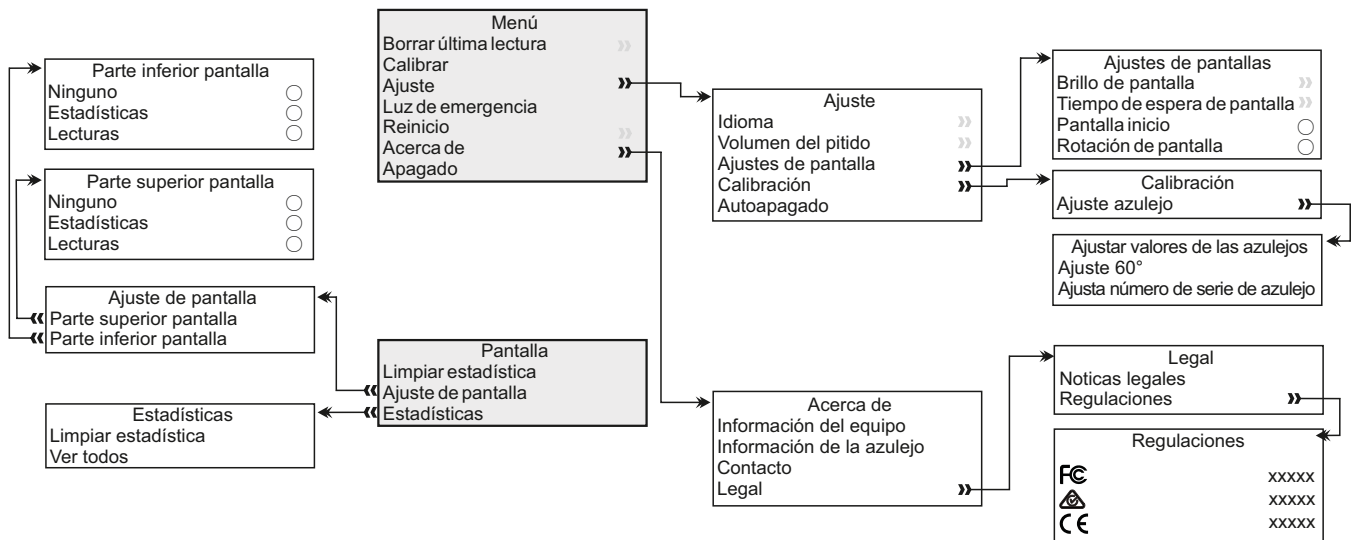 Menú
Borrar última lectura
Calibrar
Ajuste
Luz de emergencia
Reinicio
Acerca de
Apagado
Parte inferior pantalla
Ninguno
Estadísticas
Lecturas
Parte superior pantalla
Ninguno
Estadísticas
Lecturas
Ajuste de pantalla
Parte superior pantalla
Parte inferior pantalla
Estadísticas
Limpiar estadística
Ver todos
Pantalla
Limpiar estadística
Ajuste de pantalla
Estadísticas
Ajuste
Idioma
Volumen del pitido
Ajustes de pantalla
Calibración
Autoapagado
Ajustes de pantallas
Brillo de pantalla
Tiempo de espera de pantalla
Pantalla inicio
Rotación de pantalla
Calibración
Ajuste azulejo
Ajustar valores de las azulejos
Ajuste 60°
Ajusta número de serie de azulejo
Acerca de
Información del equipo
Información de la azulejo
Contacto
Legal
Legal
Noticas legales
Regulaciones
Regulaciones
FC xxxxx
xxxxx
CE xxxxx